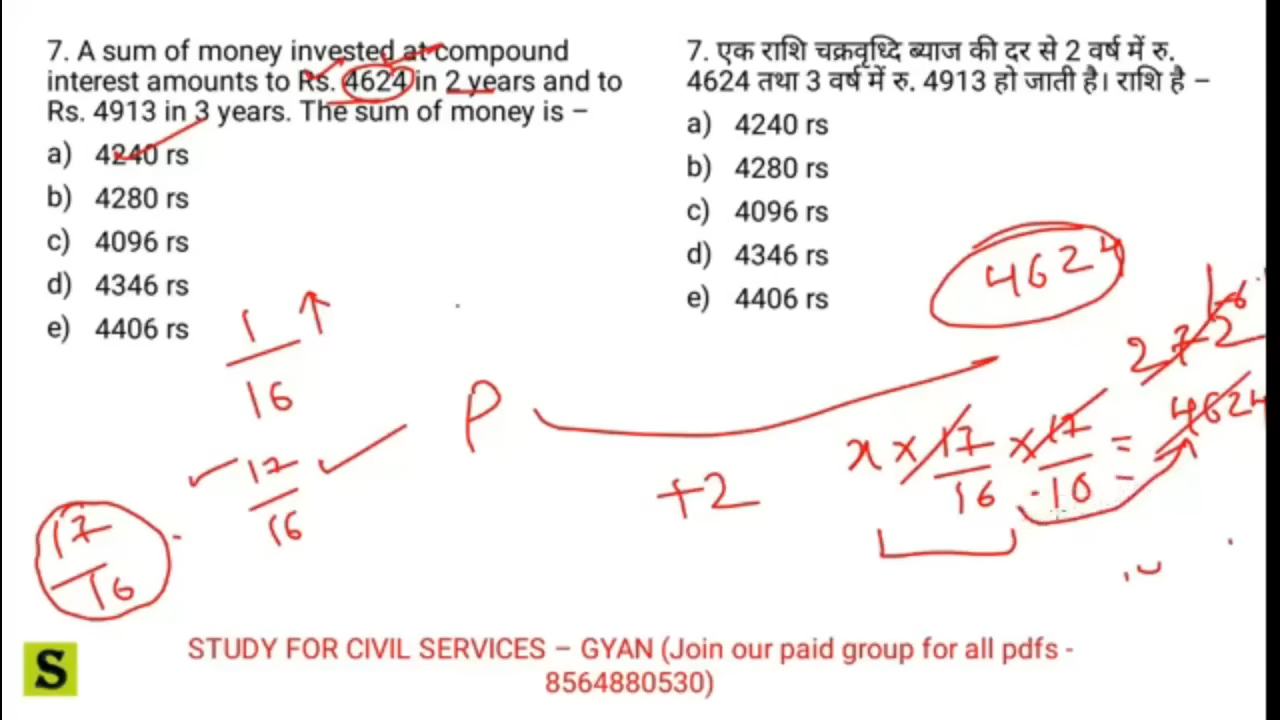 7. A sum of money invested at compound
interest amounts to Rs. 4624 in 2 years and to
Rs. 4913 in 3 years. The sum of money is –
a) 4240 rs
b) 4280 rs
c) 4096 rs
d) 4346 rs
e) 4406 rs
7. एक राशि चक्रवृध्दि ब्याज की दर से 2 वर्ष में रु.
4624 तथा 3 वर्ष में रु. 4913 हो जाती है। राशि है –
a) 4240 rs
b) 4280 rs
c) 4096 rs
d) 4346 rs
e) 4406 rs
4624
1
16
17
16
17
16
P
+2
x × 17/16 × 17/16 = 4624
272
16
STUDY FOR CIVIL SERVICES – GYAN (Join our paid group for all pdfs -
8564880530)
S